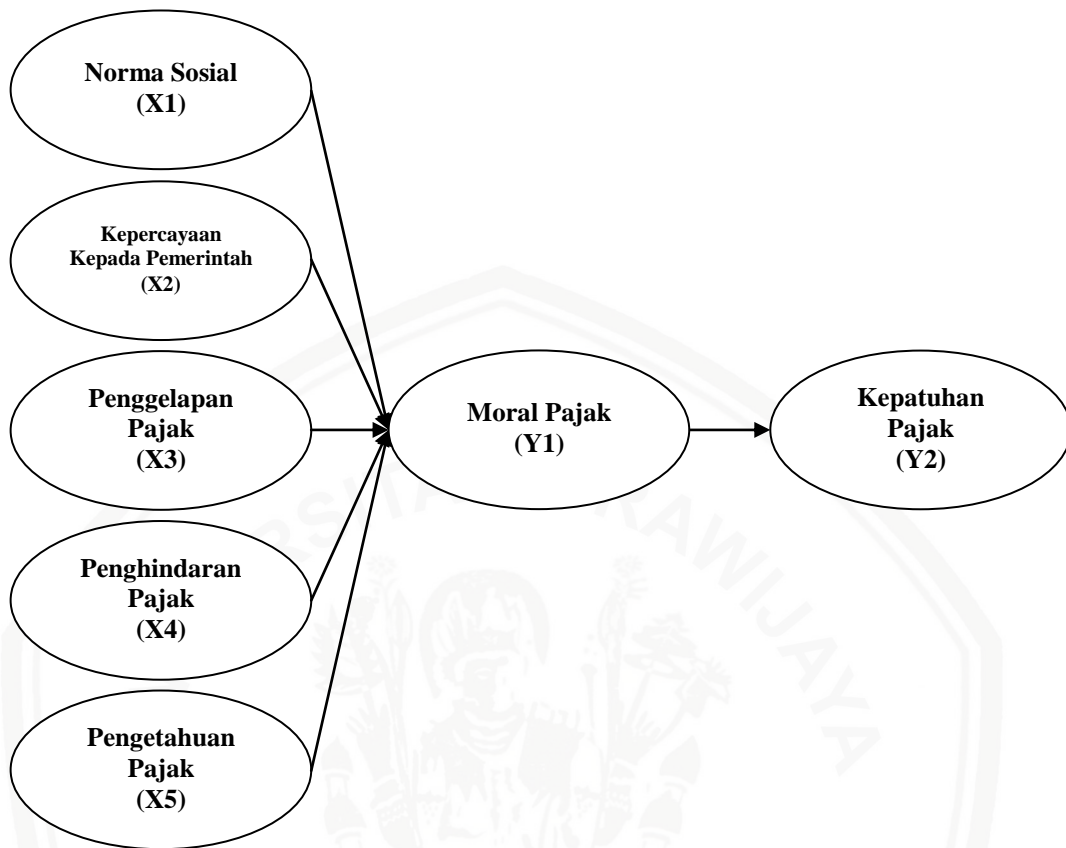 Norma Sosial
(X1)
Kepercayaan
Kepada Pemerintah
(X2)
Penggelapan
Pajak
(X3)
Penghindaran
Pajak
(X4)
Pengetahuan
Pajak
(X5)
Moral Pajak
(Y1)
Kepatuhan
Pajak
(Y2)